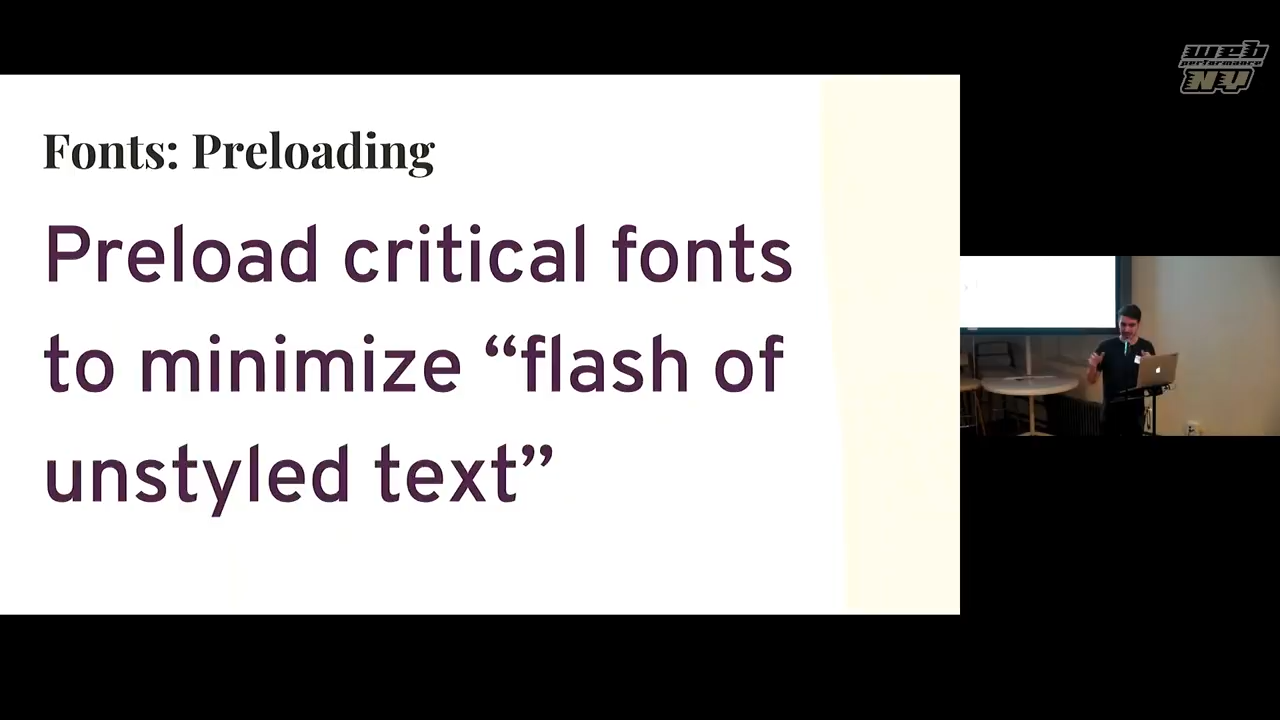 Fonts: Preloading
Preload critical fonts
to minimize “flash of
unstyled text”
web
performance
NY